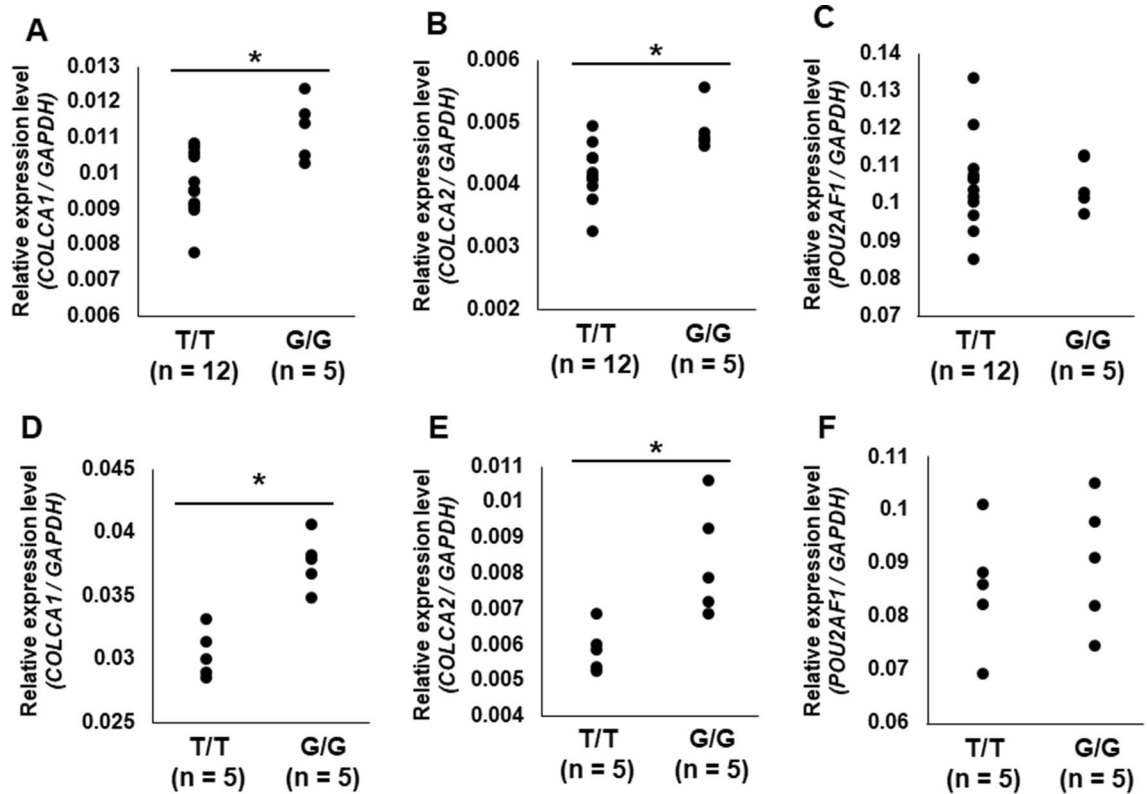 A
*
Relative expression level
(COLCA1 / GAPDH)
0.013
0.012
0.011
0.01
0.009
0.008
0.007
0.006
T/T
(n = 12)
G/G
(n = 5)
B
*
Relative expression level
(COLCA2 / GAPDH)
0.006
0.005
0.004
0.003
0.002
T/T
(n = 12)
G/G
(n = 5)
C
Relative expression level
(POU2AF1 / GAPDH)
0.14
0.13
0.12
0.11
0.1
0.09
0.08
0.07
T/T
(n = 12)
G/G
(n = 5)
D
*
Relative expression level
(COLCA1 / GAPDH)
0.045
0.04
0.035
0.03
0.025
T/T
(n = 5)
G/G
(n = 5)
E
*
Relative expression level
(COLCA2 / GAPDH)
0.011
0.01
0.009
0.008
0.007
0.006
0.005
0.004
T/T
(n = 5)
G/G
(n = 5)
F
Relative expression level
(POU2AF1 / GAPDH)
0.11
0.1
0.09
0.08
0.07
0.06
T/T
(n = 5)
G/G
(n = 5)